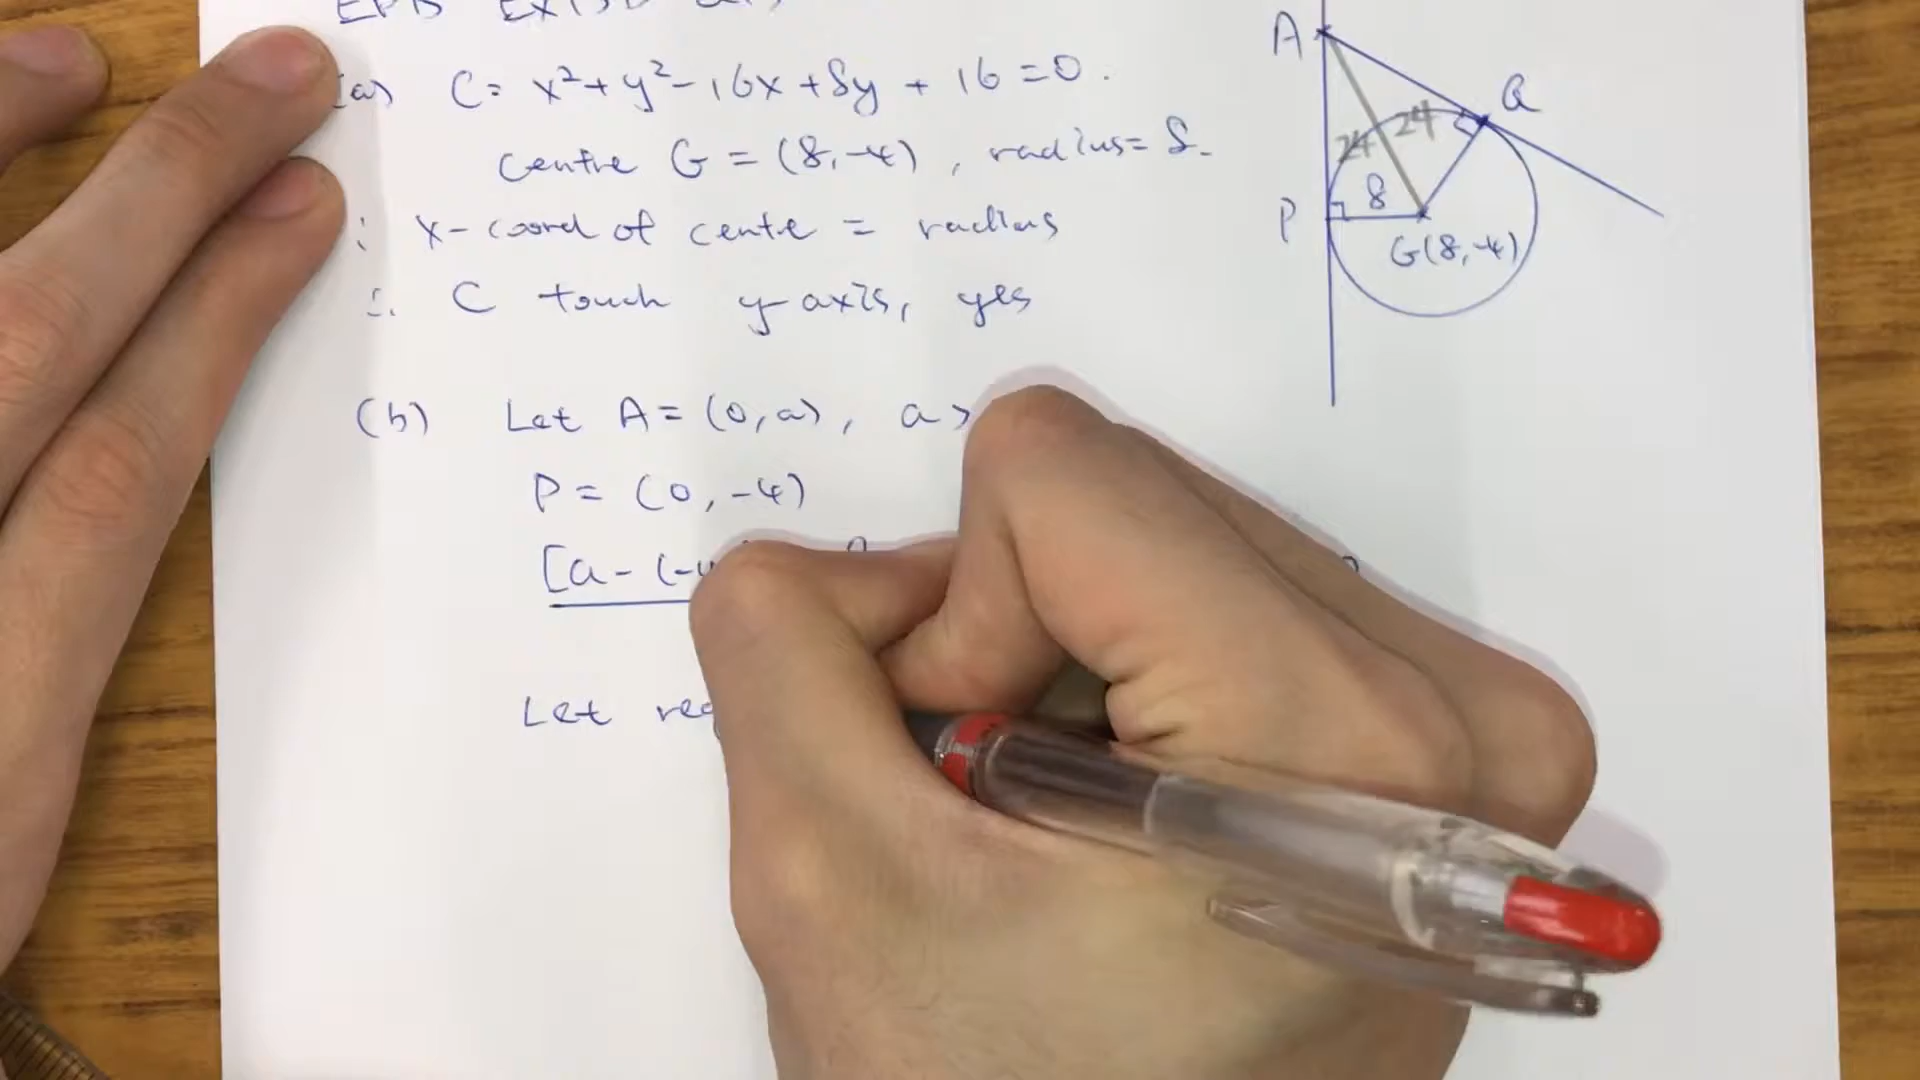 (a) C: x²+y²-16x+8y+16=0.
Centre G = (8,-4), radius = 8.
∵ x-coord of centre = radius
∴ C touch y-axis, yes
(b) Let A = (0,a), a >
P = (0,-4)
[a-(-4
Let
A
Q
24
24
8
P
G(8,-4)